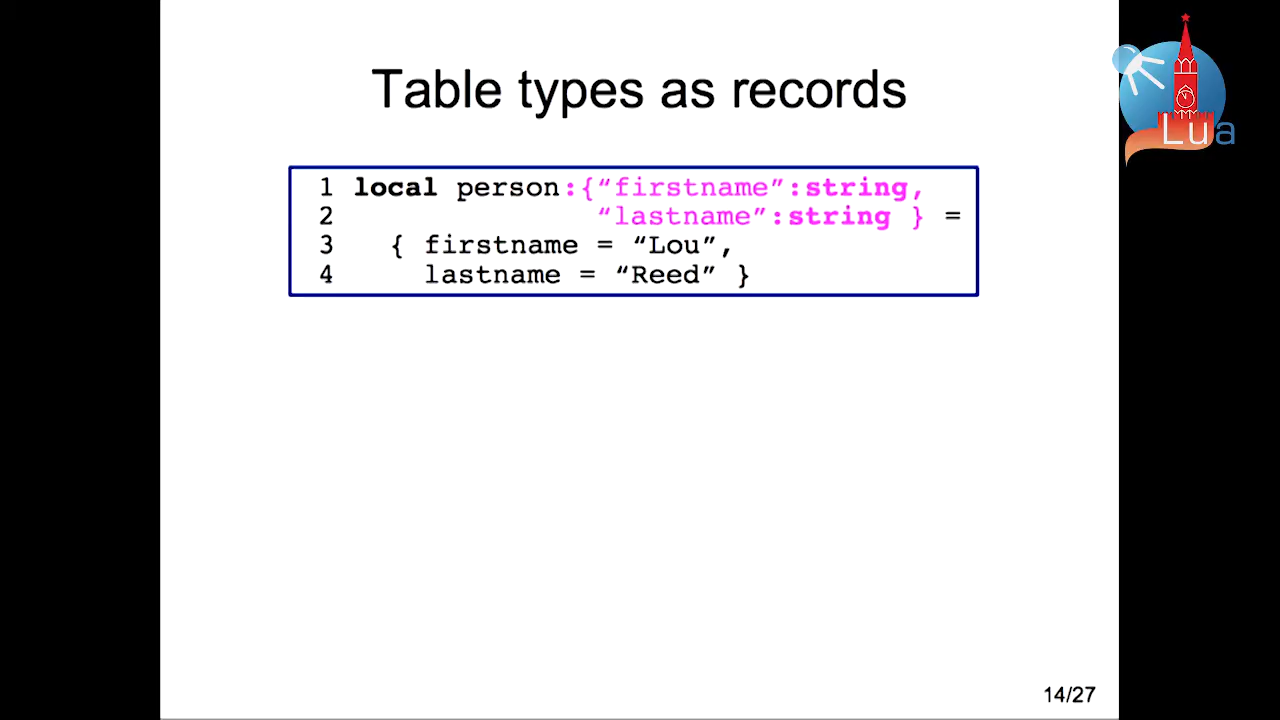 Table types as records
Lua
1 local person:{“firstname”:string,
2 “lastname”:string } =
3 { firstname = “Lou”,
4 lastname = “Reed” }
14/27